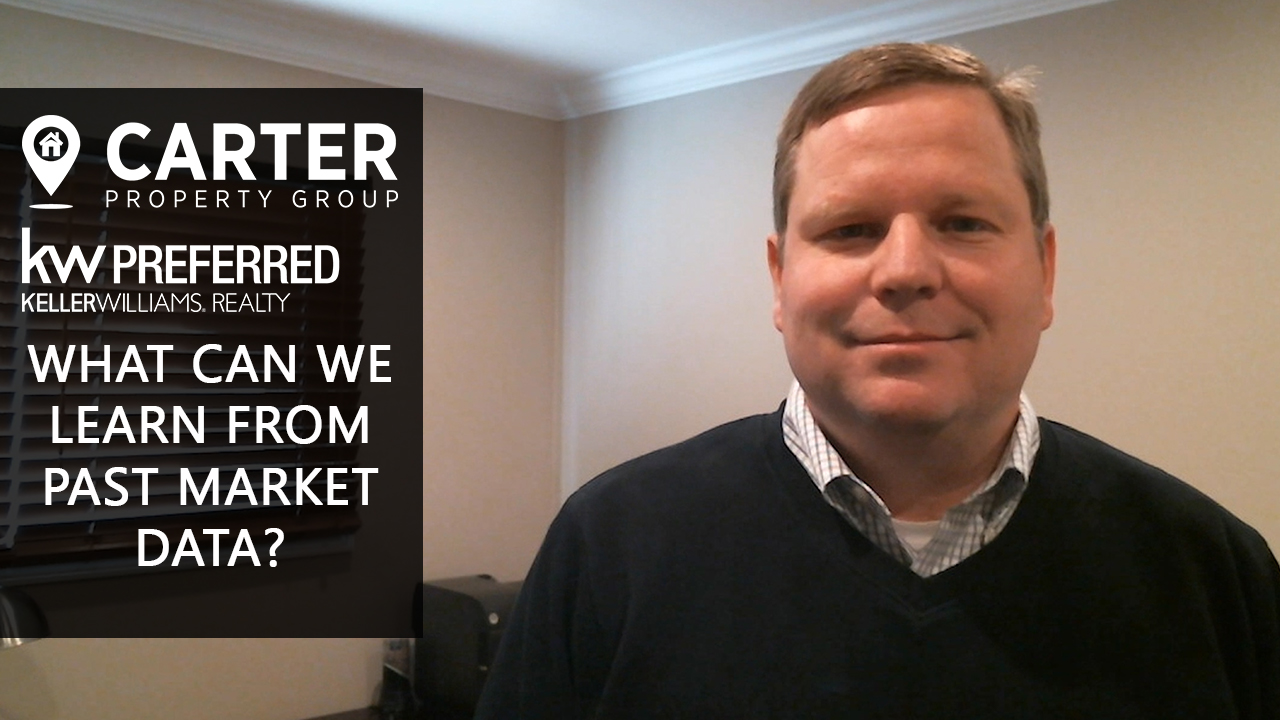 CARTER
PROPERTY GROUP
kw PREFERRED
KELLERWILLIAMS. REALTY
WHAT CAN WE
LEARN FROM
PAST MARKET
DATA?